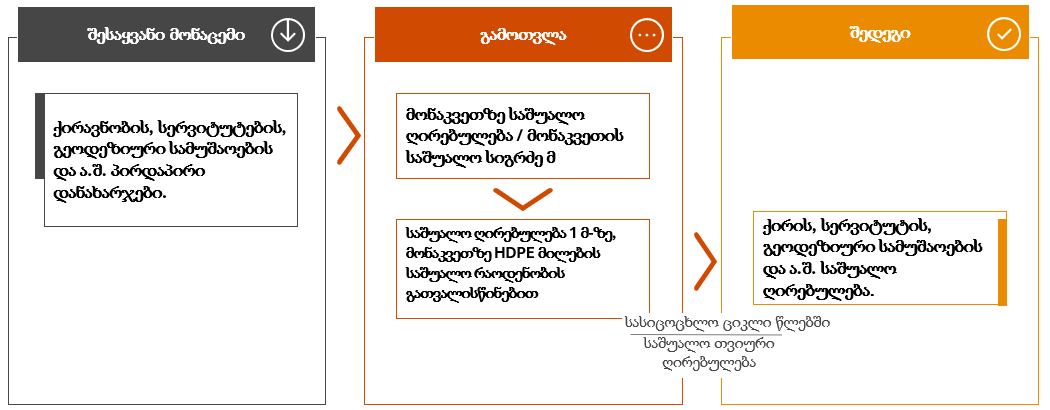 შესაყვანი მონაცემი
ქირავნობის, სერვიტუტების,
გეოდეზიური სამუშაოების
და ა.შ. პირდაპირი
დანახარჯები.
გამოთვლა
მონაკვეთზე საშუალო
ღირებულება / მონაკვეთის
საშუალო სიგრძე მ
საშუალო ღირებულება 1 მ-ზე,
მონაკვეთზე HDPE მილების
საშუალო რაოდენობის
გათვალისწინებით
სასიცოცხლო ციკლი წლებში
საშუალო თვიური
ღირებულება
შედეგი
ქირის, სერვიტუტის,
გეოდეზიური სამუშაოების
და ა.შ. საშუალო
ღირებულება.